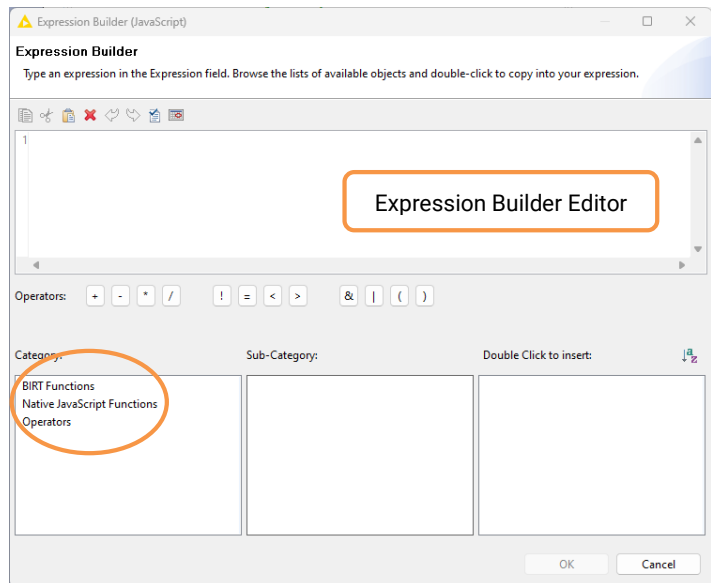 Expression Builder (JavaScript)
Expression Builder
Type an expression in the Expression field. Browse the lists of available objects and double-click to copy into your expression.
1
Expression Builder Editor
Operators: + - * / ! = < > & | ( )
Category: Sub-Category: Double Click to insert: a z
BIRT Functions
Native JavaScript Functions
Operators
OK Cancel